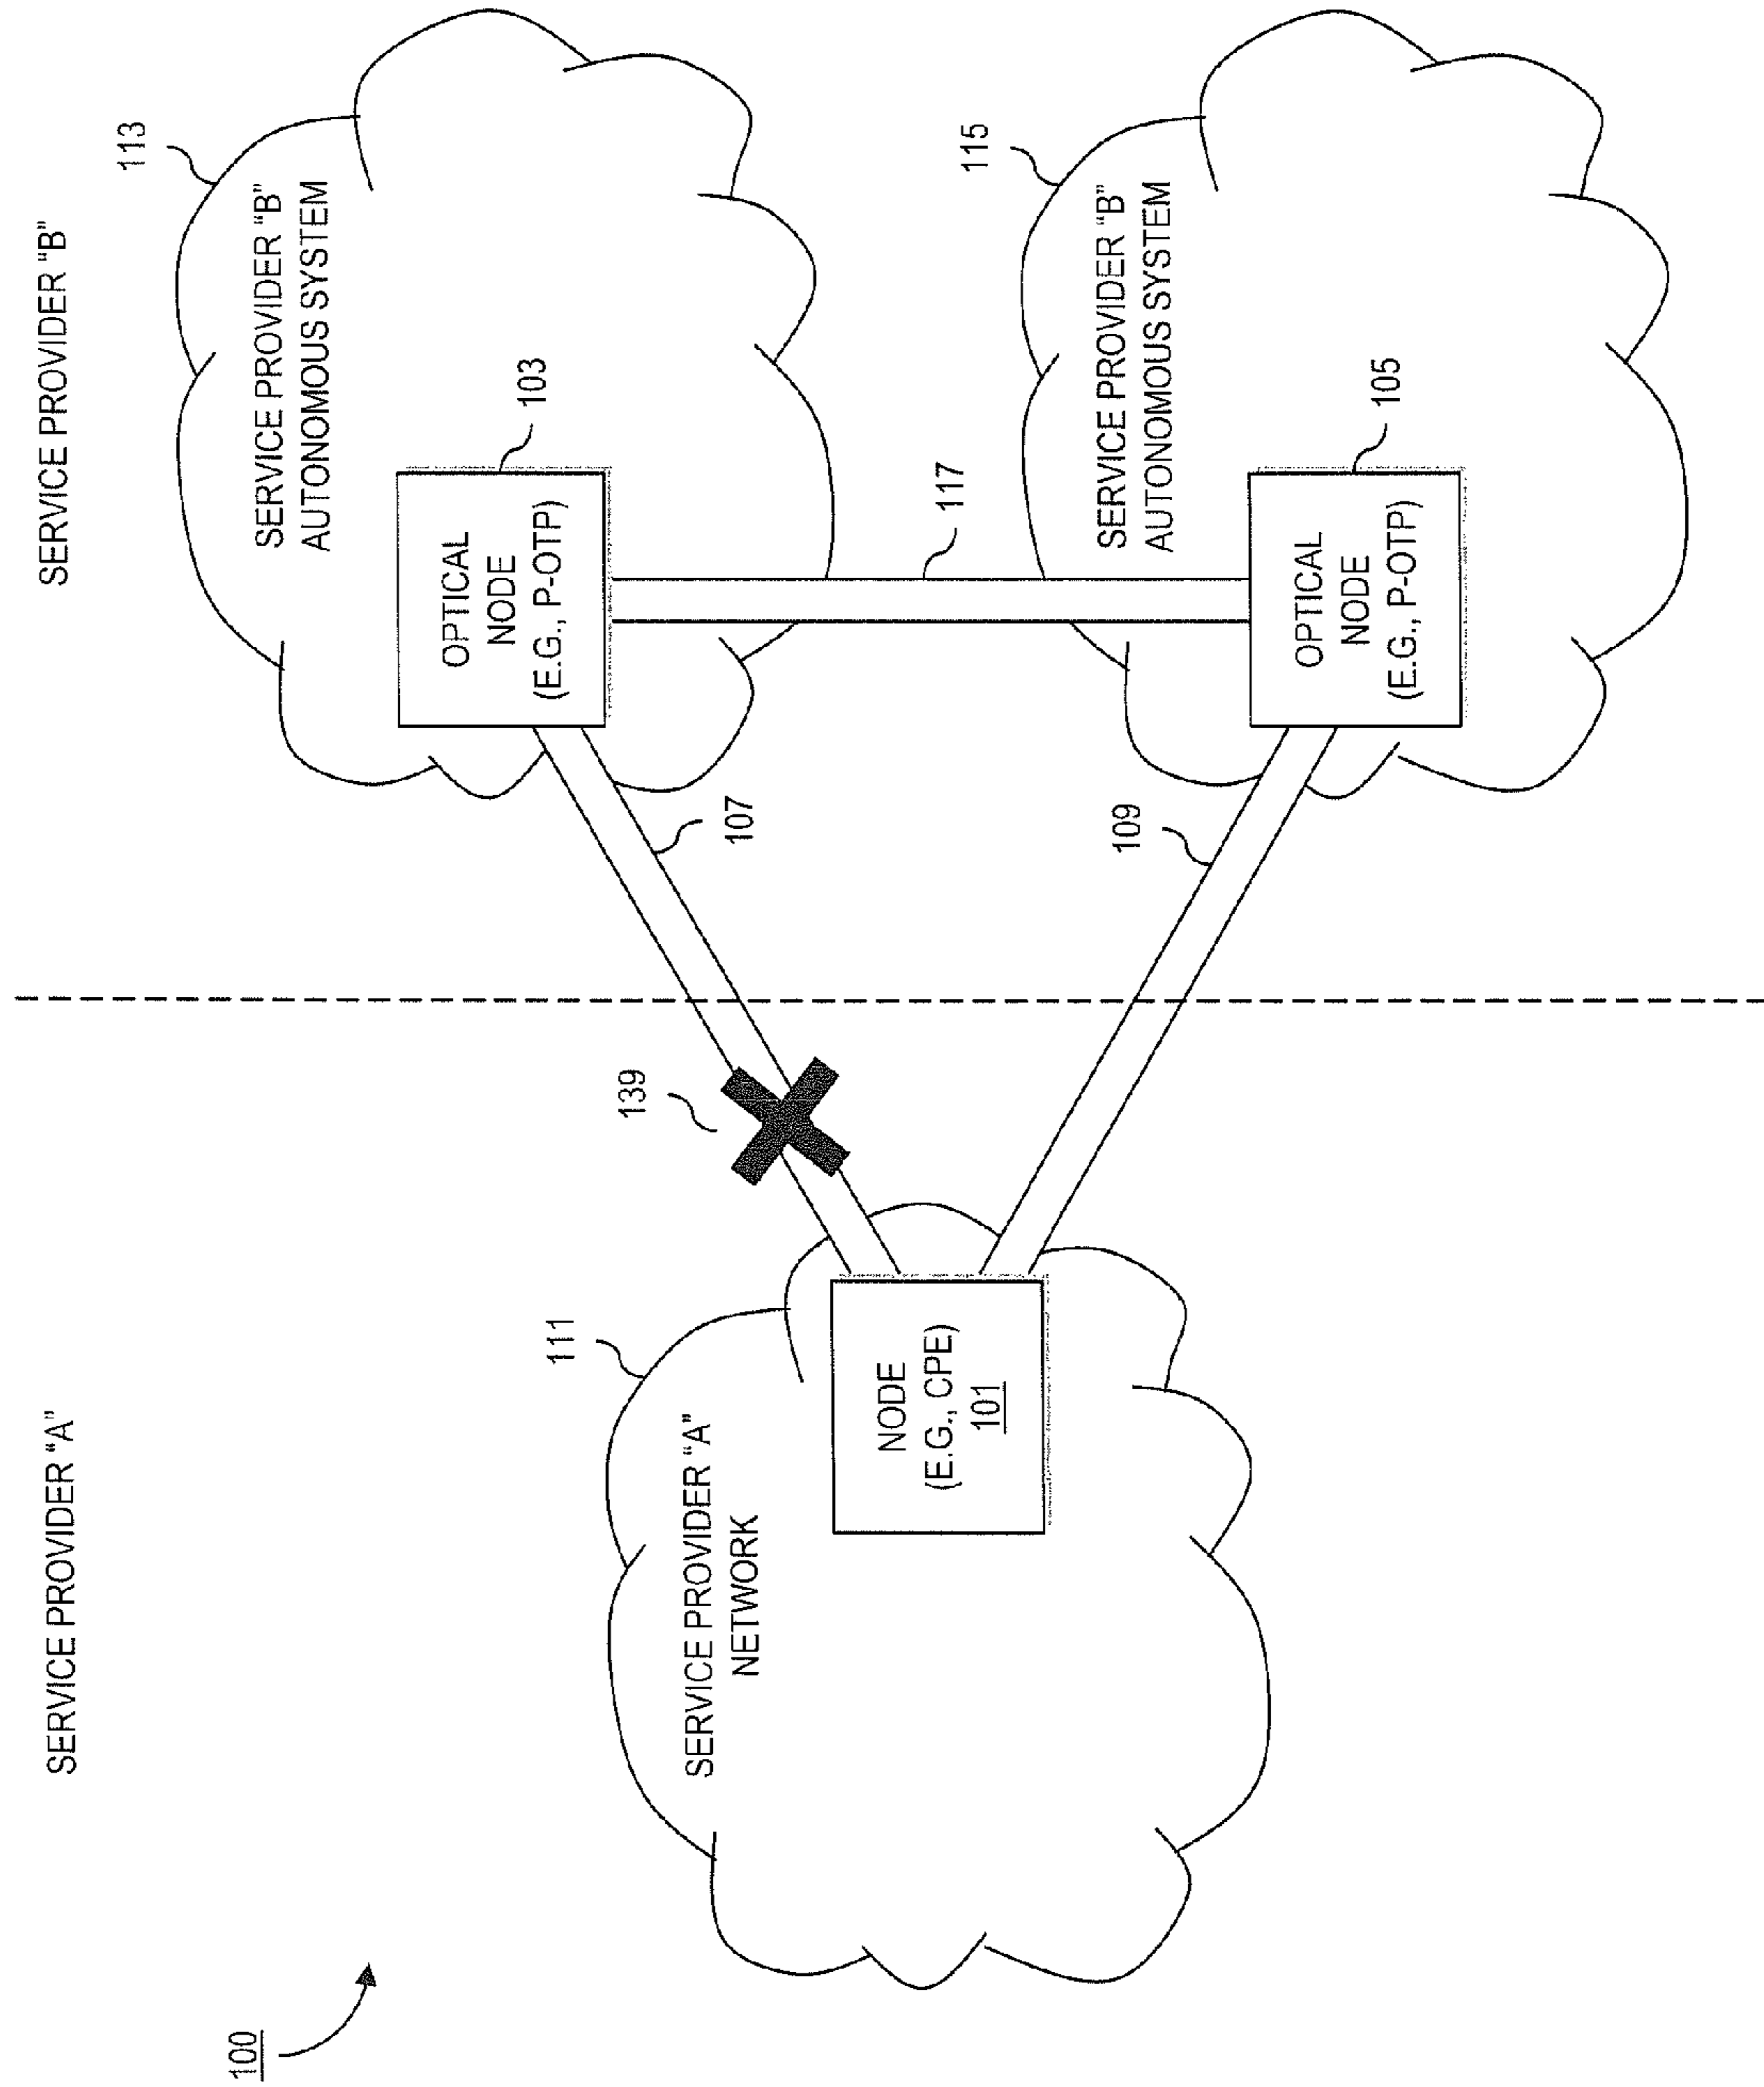 100
SERVICE PROVIDER "A"
SERVICE PROVIDER "B"
111
SERVICE PROVIDER "A"
NETWORK
NODE
(E.G., CPE)
101
139
107
109
113
SERVICE PROVIDER "B"
AUTONOMOUS SYSTEM
103
OPTICAL
NODE
(E.G., P-OTP)
117
115
SERVICE PROVIDER "B"
AUTONOMOUS SYSTEM
105
OPTICAL
NODE
(E.G., P-OTP)